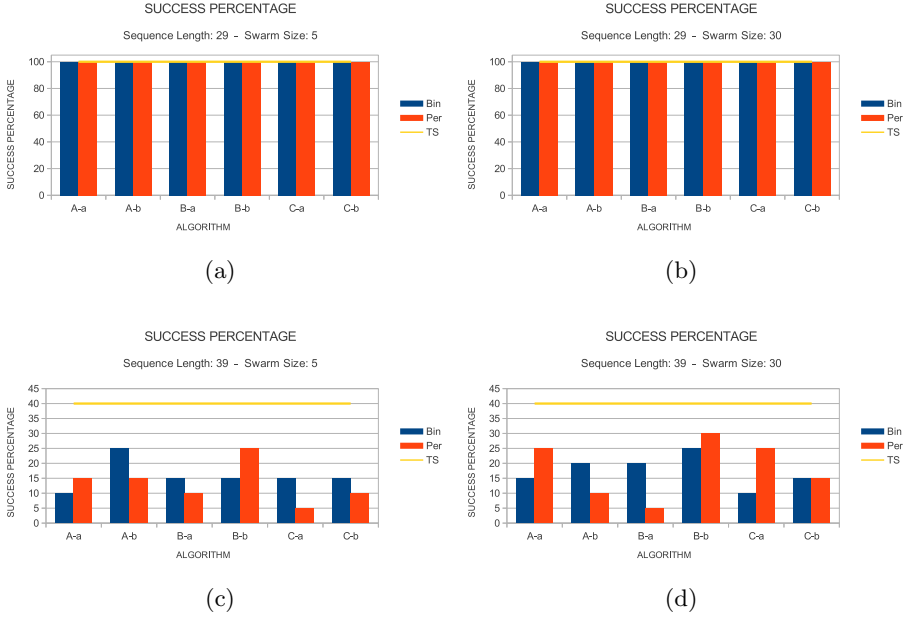 SUCCESS PERCENTAGE
Sequence Length: 29 - Swarm Size: 5
SUCCESS PERCENTAGE
100
80
60
40
20
0
A-a A-b B-a B-b C-a C-b
ALGORITHM
Bin
Per
TS
(a)
SUCCESS PERCENTAGE
Sequence Length: 29 - Swarm Size: 30
SUCCESS PERCENTAGE
100
80
60
40
20
0
A-a A-b B-a B-b C-a C-b
ALGORITHM
Bin
Per
TS
(b)
SUCCESS PERCENTAGE
Sequence Length: 39 - Swarm Size: 5
SUCCESS PERCENTAGE
45
40
35
30
25
20
15
10
5
0
A-a A-b B-a B-b C-a C-b
ALGORITHM
Bin
Per
TS
(c)
SUCCESS PERCENTAGE
Sequence Length: 39 - Swarm Size: 30
SUCCESS PERCENTAGE
45
40
35
30
25
20
15
10
5
0
A-a A-b B-a B-b C-a C-b
ALGORITHM
Bin
Per
TS
(d)